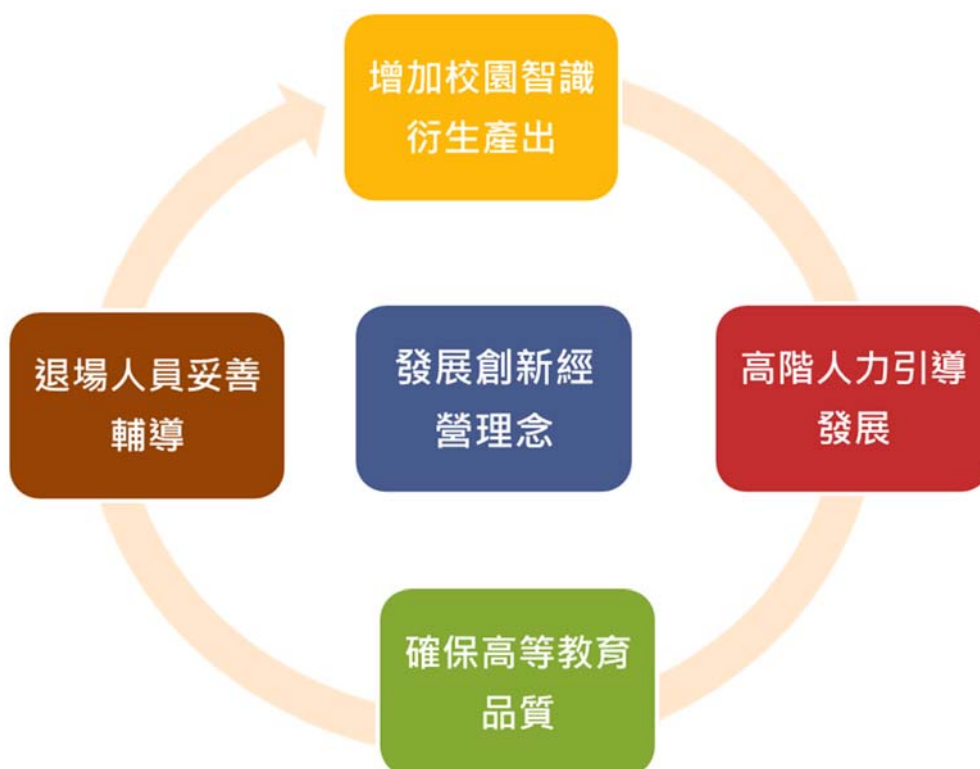 增加校園智識
衍生產出
退場人員妥善
輔導
發展創新經
營理念
高階人力引導
發展
確保高等教育
品質